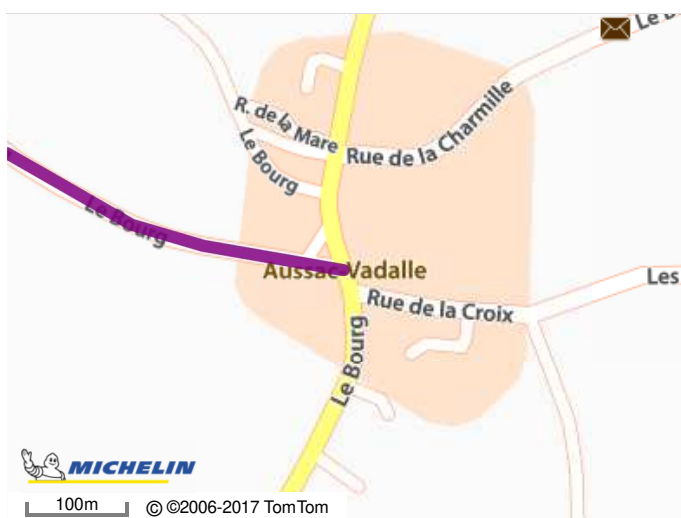 Le B
R. de la Mare
Rue de la Charmille
Le Bourg
Le Bourg
Aussac-Vadalle
Rue de la Croix
Les
Le Bourg
MICHELIN
100m
© ©2006-2017 TomTom